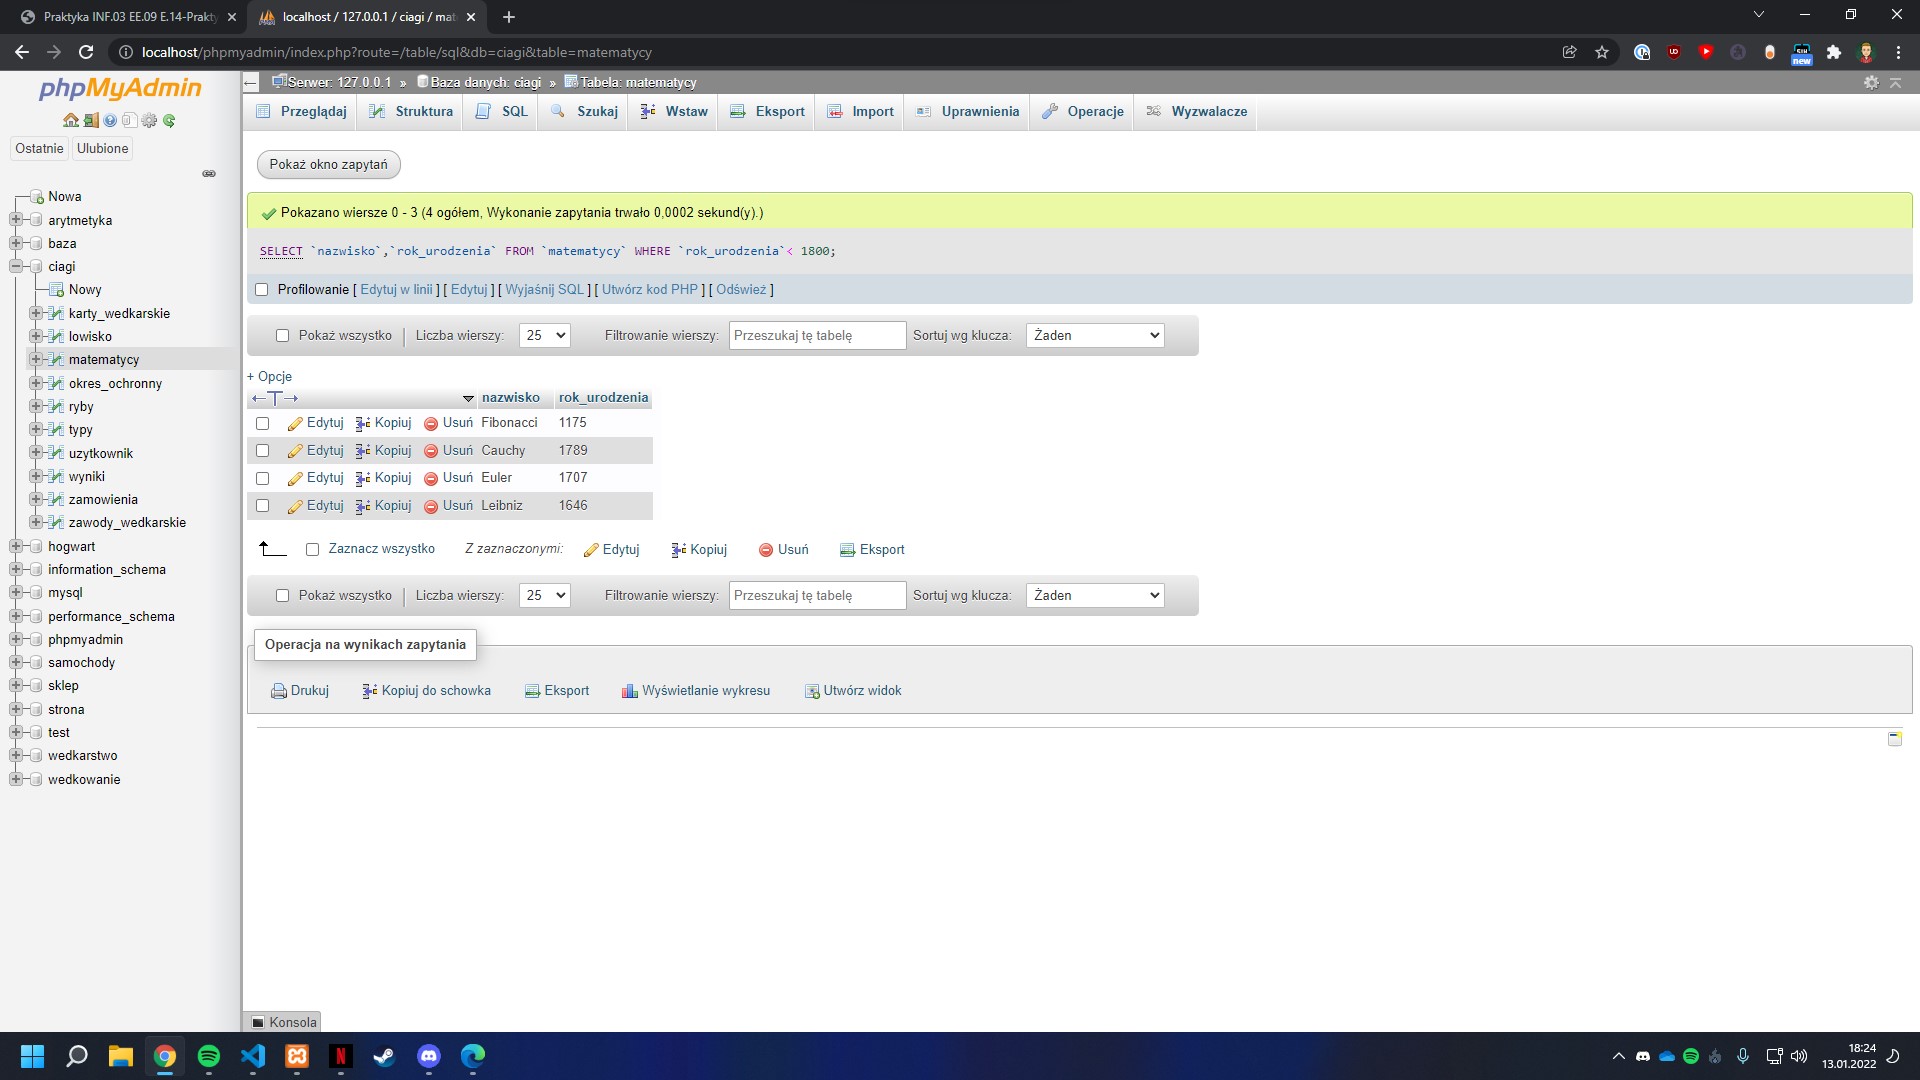 Praktyka INF.03 EE.09 E.14-Prakty
localhost / 127.0.0.1 / ciagi / mat
localhost/phpmyadmin/index.php?route=/table/sql&db=ciagi&table=matematycy
new
phpMyAdmin
Ostatnie
Ulubione
Nowa
arytmetyka
baza
ciagi
Nowy
karty_wedkarskie
lowisko
matematycy
okres_ochronny
ryby
typy
uzytkownik
wyniki
zamowienia
zawody_wedkarskie
hogwart
information_schema
mysql
performance_schema
phpmyadmin
samochody
sklep
strona
test
wedkarstwo
wedkowanie
Serwer: 127.0.0.1 » Baza danych: ciagi » Tabela: matematycy
Przeglądaj Struktura SQL Szukaj Wstaw Eksport Import Uprawnienia Operacje Wyzwalacze
Pokaż okno zapytań
Pokazano wiersze 0 - 3 (4 ogółem, Wykonanie zapytania trwało 0,0002 sekund(y).)
SELECT `nazwisko`,`rok_urodzenia` FROM `matematycy` WHERE `rok_urodzenia`< 1800;
Profilowanie [ Edytuj w linii ] [ Edytuj ] [ Wyjaśnij SQL ] [ Utwórz kod PHP ] [ Odśwież ]
Pokaż wszystko Liczba wierszy: 25 Filtrowanie wierszy: Przeszukaj tę tabelę Sortuj wg klucza: Żaden
+ Opcje
nazwisko rok_urodzenia
Edytuj Kopiuj Usuń Fibonacci 1175
Edytuj Kopiuj Usuń Cauchy 1789
Edytuj Kopiuj Usuń Euler 1707
Edytuj Kopiuj Usuń Leibniz 1646
Zaznacz wszystko Z zaznaczonymi: Edytuj Kopiuj Usuń Eksport
Pokaż wszystko Liczba wierszy: 25 Filtrowanie wierszy: Przeszukaj tę tabelę Sortuj wg klucza: Żaden
Operacja na wynikach zapytania
Drukuj Kopiuj do schowka Eksport Wyświetlanie wykresu Utwórz widok
Konsola
18:24
13.01.2022